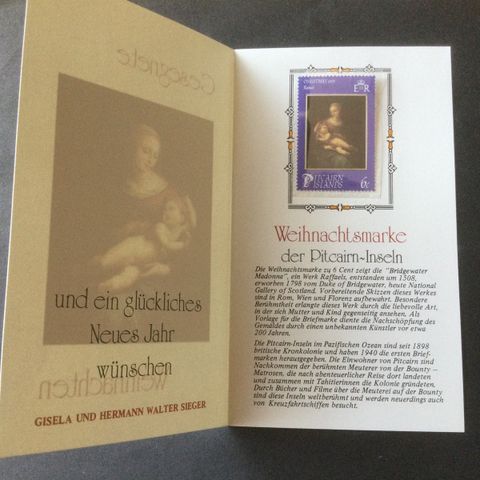 Gesegnete
und ein glückliches
Neues Jahr
wünschen
weihnachten
GISELA UND HERMANN WALTER SIEGER
CHRISTMAS
Raffael
E R
PITCAIRN
ISLANDS
6c
Weihnachtsmarke
der Pitcairn-Inseln
Die Weihnachtsmarke zu 6 Cent zeigt die "Bridgewater
Madonna", ein Werk Raffaels, entstanden um 1508,
erworben 1798 vom Duke of Bridgewater, heute National
Gallery of Scotland. Vorbereitende Skizzen dieses Werkes
sind in Rom, Wien und Florenz aufbewahrt. Besondere
Berühmtheit erlangte dieses Werk durch die liebevolle Art,
in der sich Mutter und Kind gegenseitig ansehen. Als
Vorlage für die Briefmarke diente die Nachschöpfung des
Gemäldes durch einen unbekannten Künstler vor etwa
200 Jahren.
Die Pitcairn-Inseln im Pazifischen Ozean sind seit 1898
britische Kronkolonie und haben 1940 die ersten Brief-
marken herausgegeben. Die Einwohner von Pitcairn sind
Nachkommen der berühmten Meuterer von der Bounty -
Matrosen, die nach abenteuerlicher Reise dort landeten
und zusammen mit Tahitierinnen die Kolonie gründeten.
Durch Bücher und Filme über die Meuterei auf der Bounty
sind diese Inseln weltberühmt und werden neuerdings auch
von Kreuzfahrtschiffen besucht.